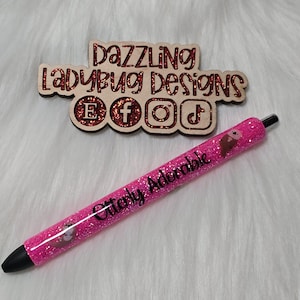 Dazzling
Ladybug Designs
E f
Otterly Adorable